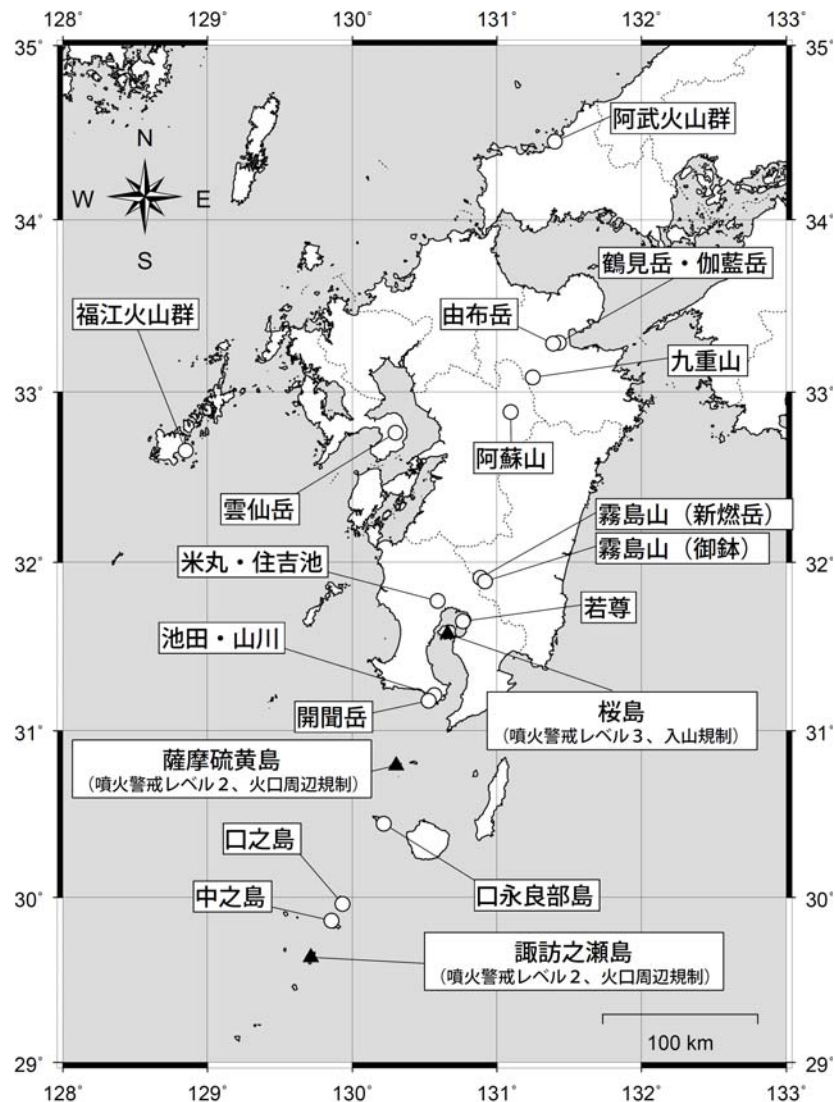 128° 129° 130° 131° 132° 133°
35°
阿武火山群
N
W E
S
34°
鶴見岳・伽藍岳
福江火山群
由布岳
九重山
33°
阿蘇山
雲仙岳
霧島山（新燃岳）
32°
米丸・住吉池
霧島山（御鉢）
若尊
池田・山川
開聞岳
桜島
（噴火警戒レベル３、入山規制）
31°
薩摩硫黄島
（噴火警戒レベル２、火口周辺規制）
口之島
30°
中之島
口永良部島
諏訪之瀬島
（噴火警戒レベル２、火口周辺規制）
100 km
29°
128° 129° 130° 131° 132° 133°